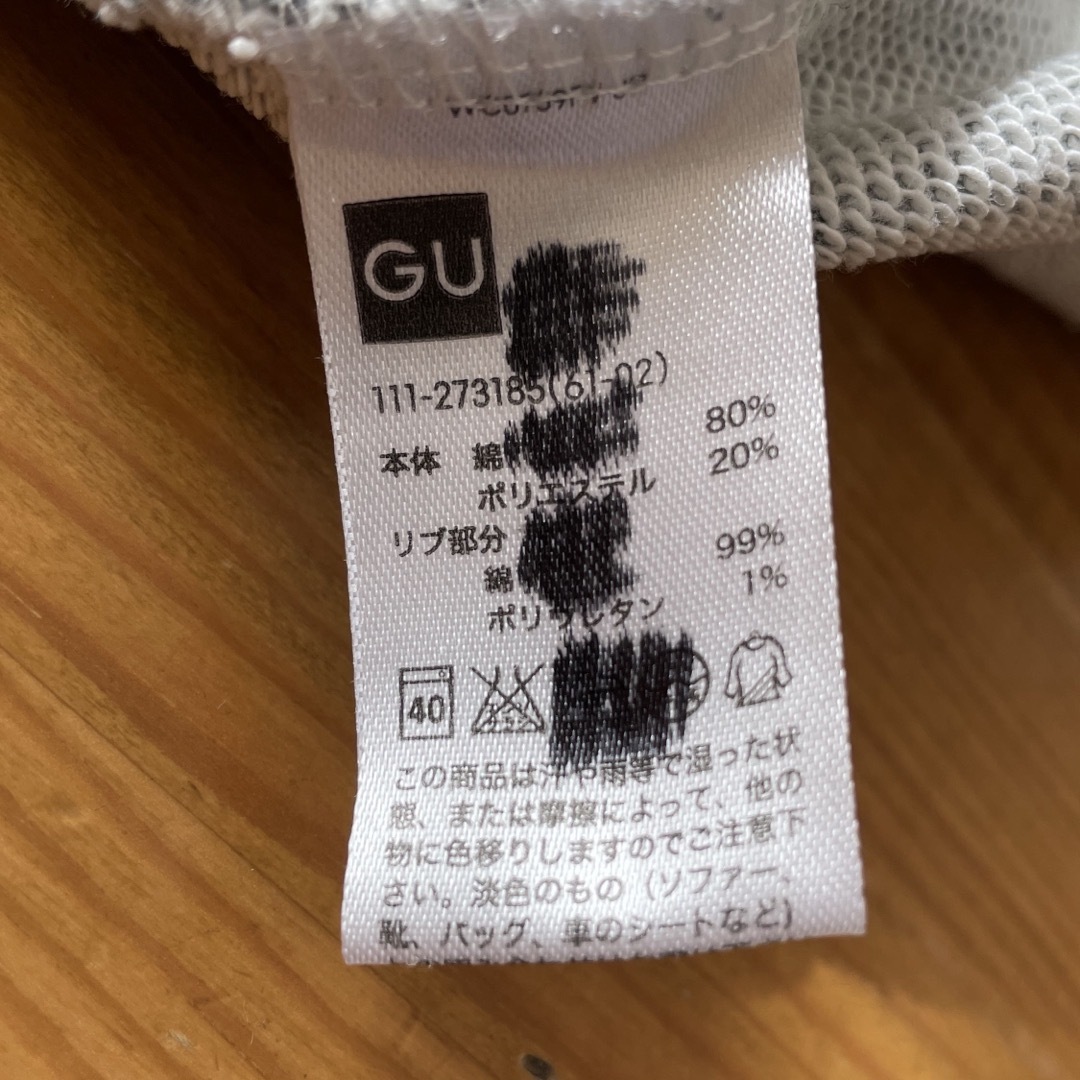 GU
111-273185(61-02)
本体 綿 80%
ポリエステル 20%
リブ部分
綿 99%
ポリウレタン 1%
40
この商品は汗や雨等で湿った状
態、または摩擦によって、他の
物に色移りしますのでご注意下
さい。淡色のもの(ソファー、
靴、バッグ、車のシートなど)